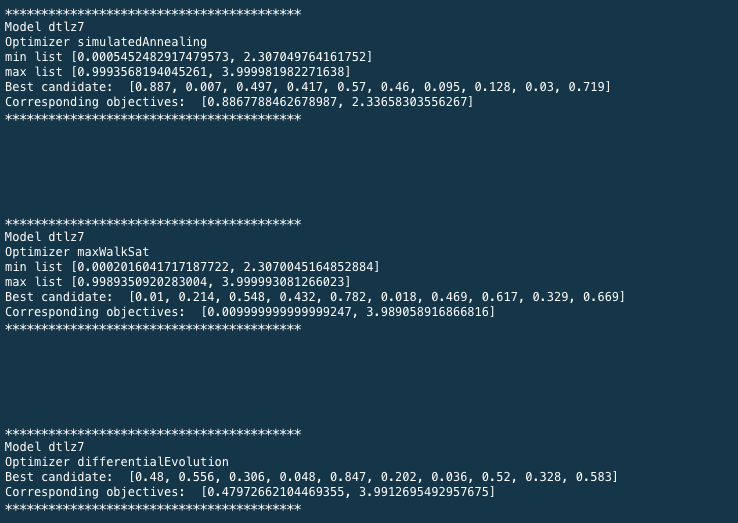 *****************************************
Model dtlz7
Optimizer simulatedAnnealing
min list [0.0005452482917479573, 2.307049764161752]
max list [0.9993568194045261, 3.999981982271638]
Best candidate:  [0.887, 0.007, 0.497, 0.417, 0.57, 0.46, 0.095, 0.128, 0.03, 0.719]
Corresponding objectives:  [0.8867788462678987, 2.33658303556267]
*****************************************
*****************************************
Model dtlz7
Optimizer maxWalkSat
min list [0.0002016041717187722, 2.3070045164852884]
max list [0.9989350920283004, 3.999993081266023]
Best candidate:  [0.01, 0.214, 0.548, 0.432, 0.782, 0.018, 0.469, 0.617, 0.329, 0.669]
Corresponding objectives:  [0.009999999999999247, 3.989058916866816]
*****************************************
*****************************************
Model dtlz7
Optimizer differentialEvolution
Best candidate:  [0.48, 0.556, 0.306, 0.048, 0.847, 0.202, 0.036, 0.52, 0.328, 0.583]
Corresponding objectives:  [0.47972662104469355, 3.9912695492957675]
*****************************************